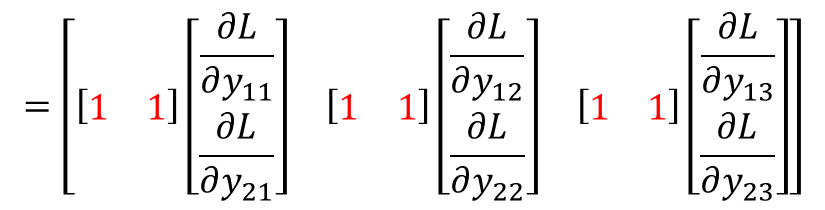 = [ [1 1] [∂L/∂y₁₁ ∂L/∂y₂₁] [1 1] [∂L/∂y₁₂ ∂L/∂y₂₂] [1 1] [∂L/∂y₁₃ ∂L/∂y₂₃] ]